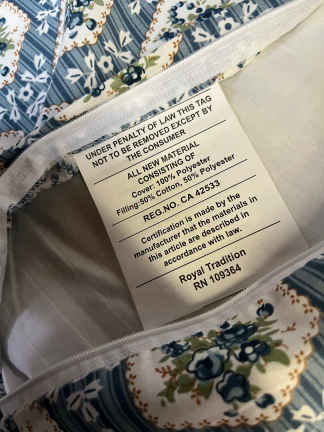 UNDER PENALTY OF LAW THIS TAG
NOT TO BE REMOVED EXCEPT BY
THE CONSUMER
ALL NEW MATERIAL
CONSISTING OF
Cover: 100% Polyester
Filling:50% Cotton, 50% Polyester
REG.NO. CA 42533
Certification is made by the
manufacturer that the materials in
this article are described in
accordance with law.
Royal Tradition
RN 109364